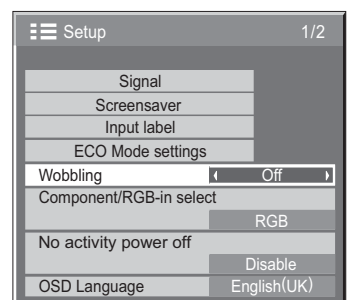 Setup 1/2
Signal
Screensaver
Input label
ECO Mode settings
Wobbling Off
Component/RGB-in select
RGB
No activity power off
Disable
OSD Language English(UK)